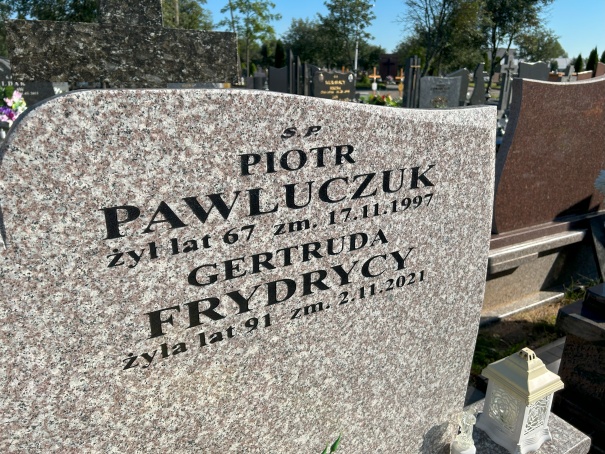 Ś.P.
PIOTR
PAWLUCZUK
żył lat 67 zm. 17.11.1997
GERTRUDA
FRYDRYCY
żyła lat 91 zm. 2.11.2021